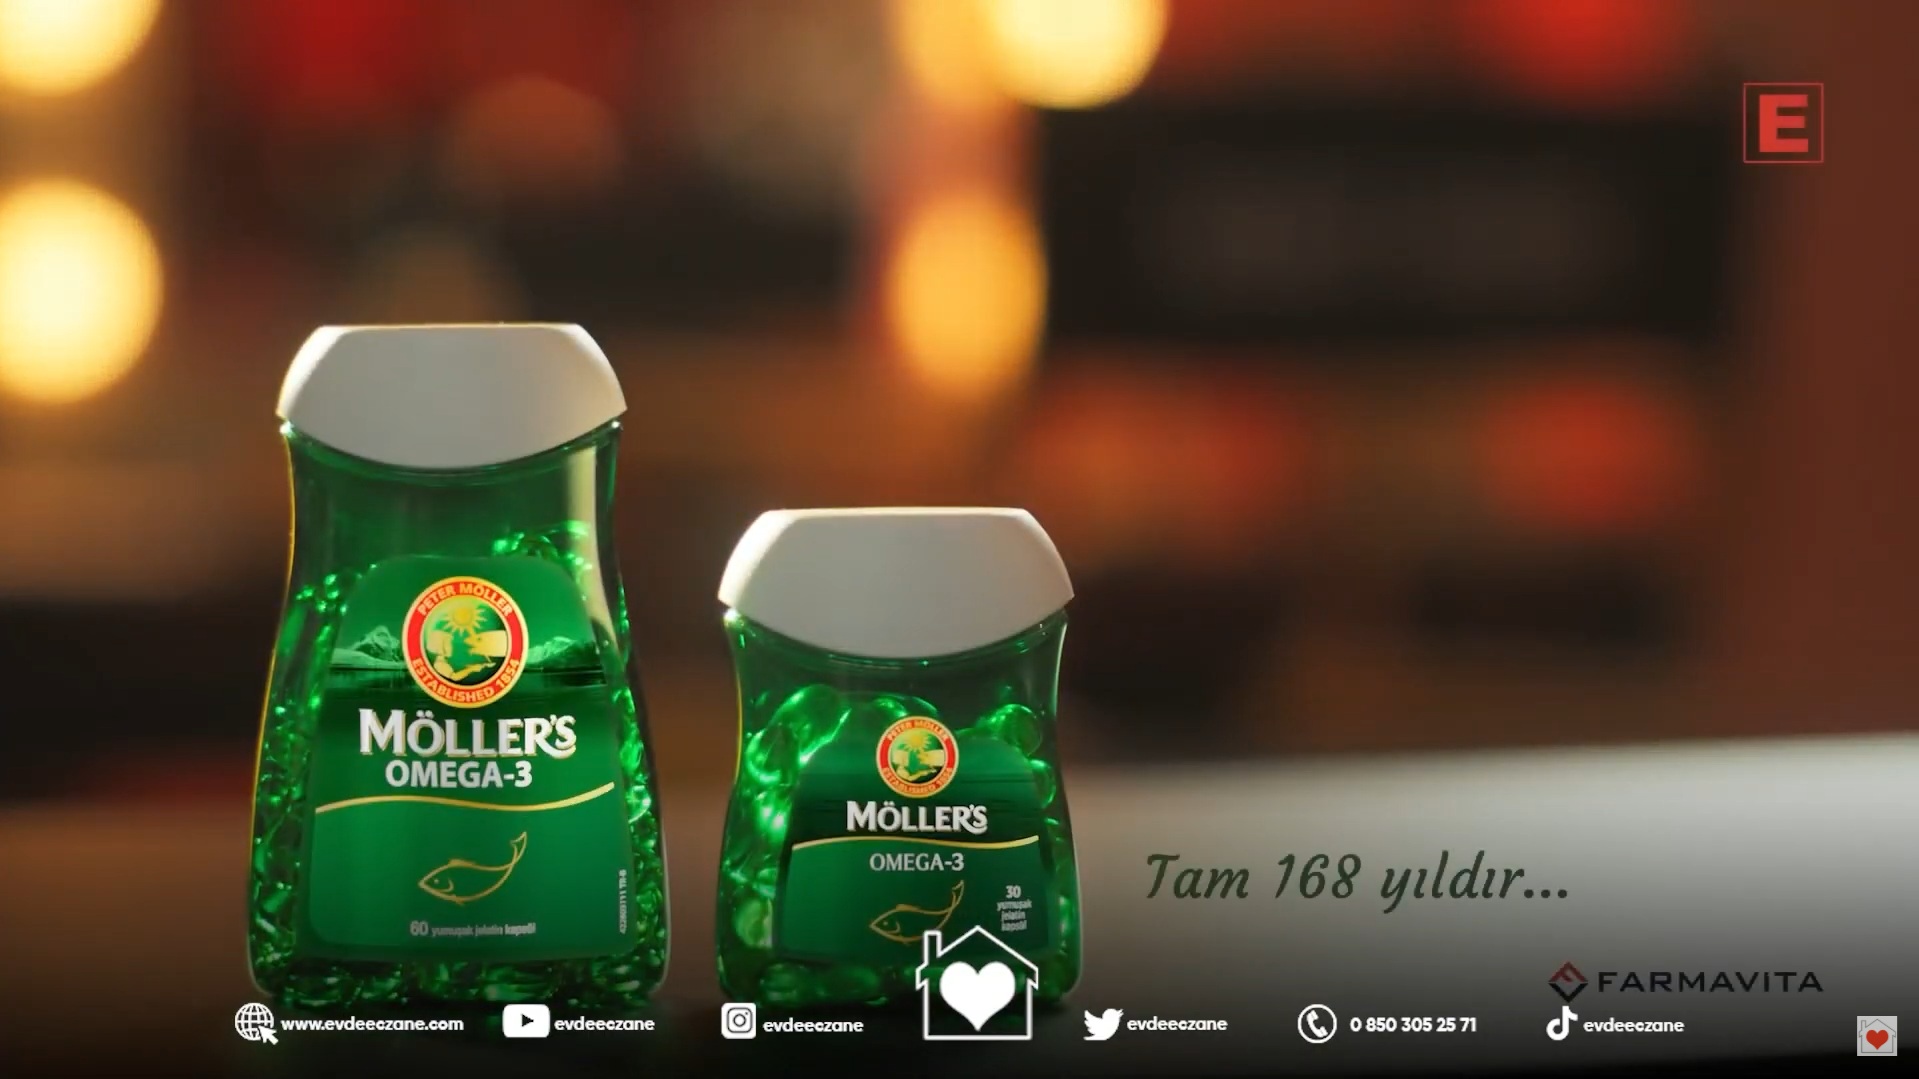 E
PETER MÖLLER
ESTABLISHED 1854
MÖLLER'S
OMEGA-3
60 yumuşak jelatin kapsül
PETER MÖLLER
ESTABLISHED 1854
MÖLLER'S
OMEGA-3
30
yumuşak
jelatin
kapsül
Tam 168 yıldır...
FARMAVITA
www.evdeeczane.com
evdeeczane
evdeeczane
evdeeczane
0 850 305 25 71
evdeeczane